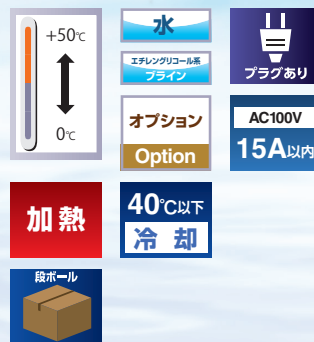 +50℃
0℃
水
エチレングリコール系
ブライン
プラグあり
オプション
Option
AC100V
15A以内
加熱
40℃以下
冷却
段ボール